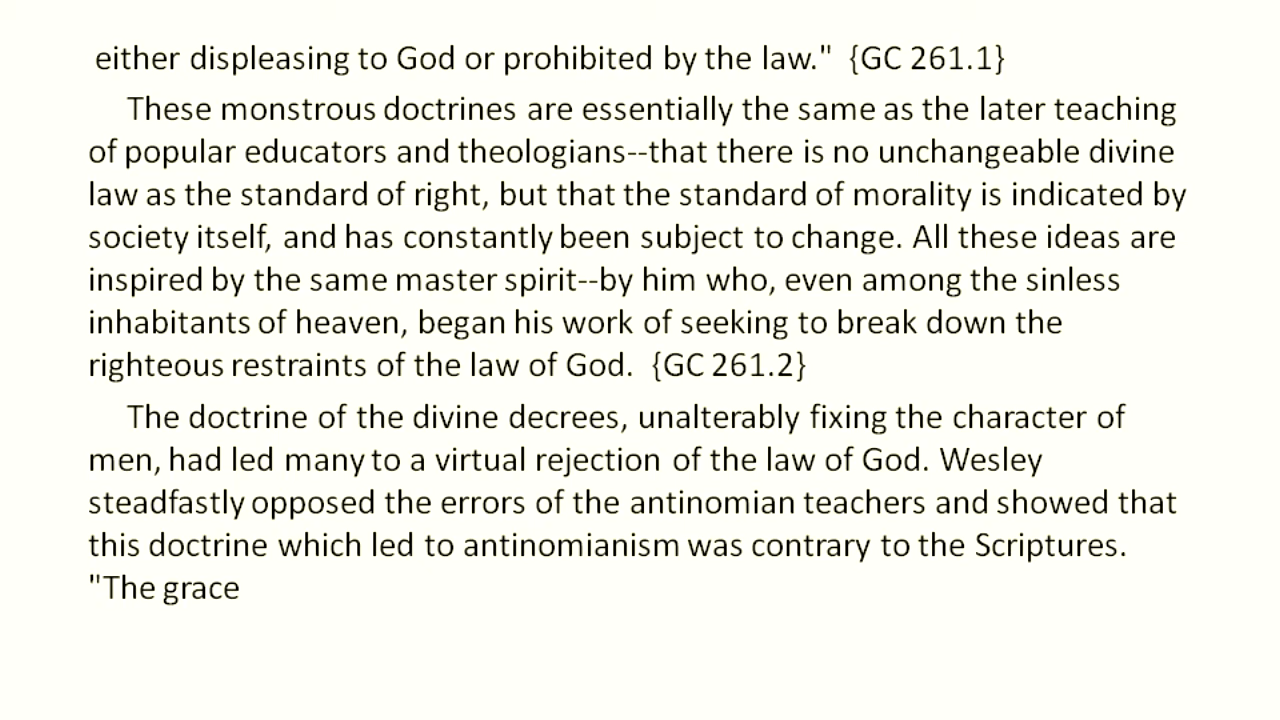 either displeasing to God or prohibited by the law."  {GC 261.1}
These monstrous doctrines are essentially the same as the later teaching
of popular educators and theologians--that there is no unchangeable divine
law as the standard of right, but that the standard of morality is indicated by
society itself, and has constantly been subject to change. All these ideas are
inspired by the same master spirit--by him who, even among the sinless
inhabitants of heaven, began his work of seeking to break down the
righteous restraints of the law of God.  {GC 261.2}
The doctrine of the divine decrees, unalterably fixing the character of
men, had led many to a virtual rejection of the law of God. Wesley
steadfastly opposed the errors of the antinomian teachers and showed that
this doctrine which led to antinomianism was contrary to the Scriptures.
"The grace